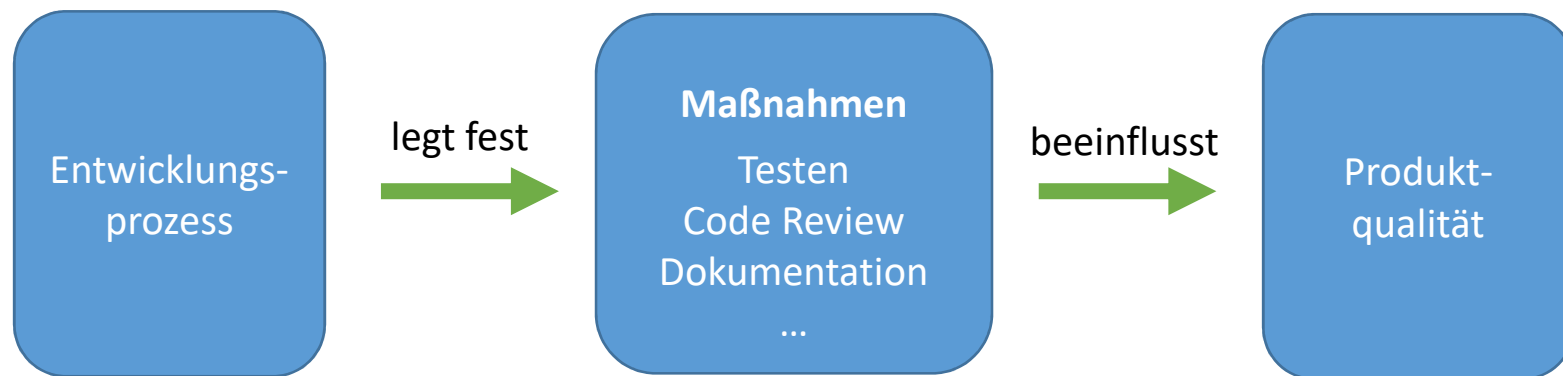 Entwicklungs-
prozess
legt fest
Maßnahmen
Testen
Code Review
Dokumentation
…
beeinflusst
Produkt-
qualität